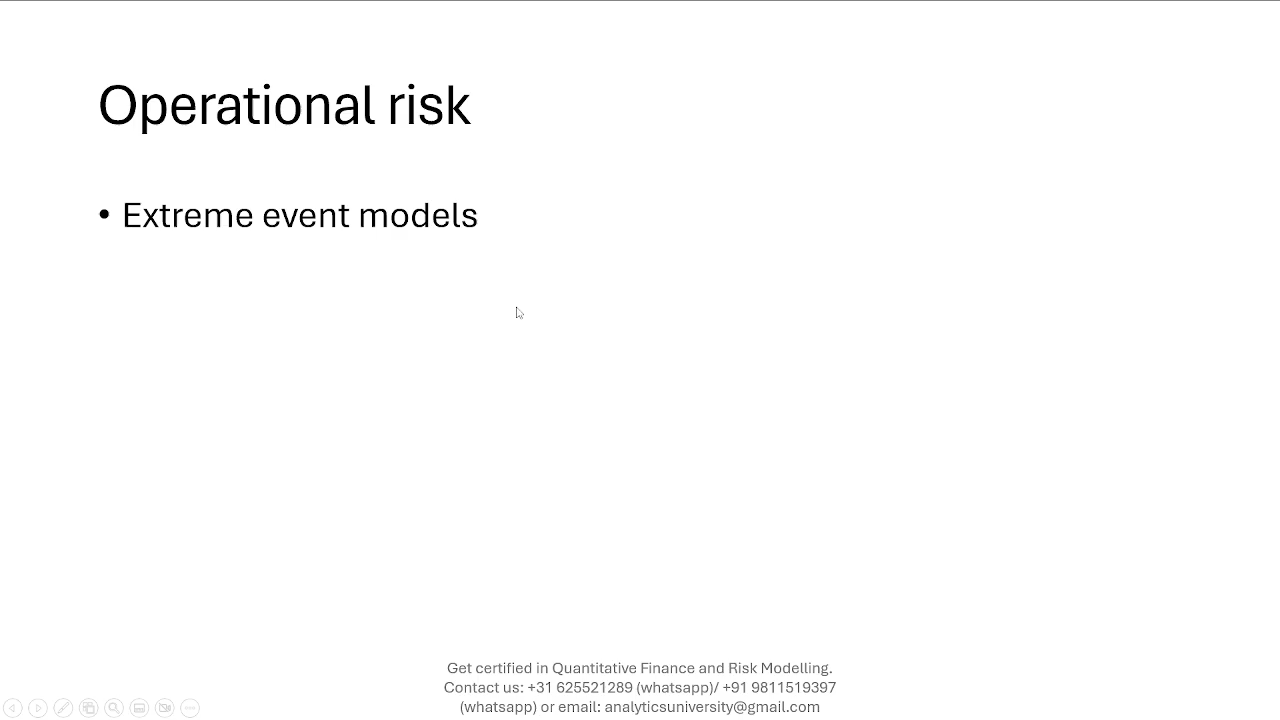 Operational risk
• Extreme event models
Get certified in Quantitative Finance and Risk Modelling.
Contact us: +31 625521289 (whatsapp)/ +91 9811519397
(whatsapp) or email: analyticsuniversity@gmail.com